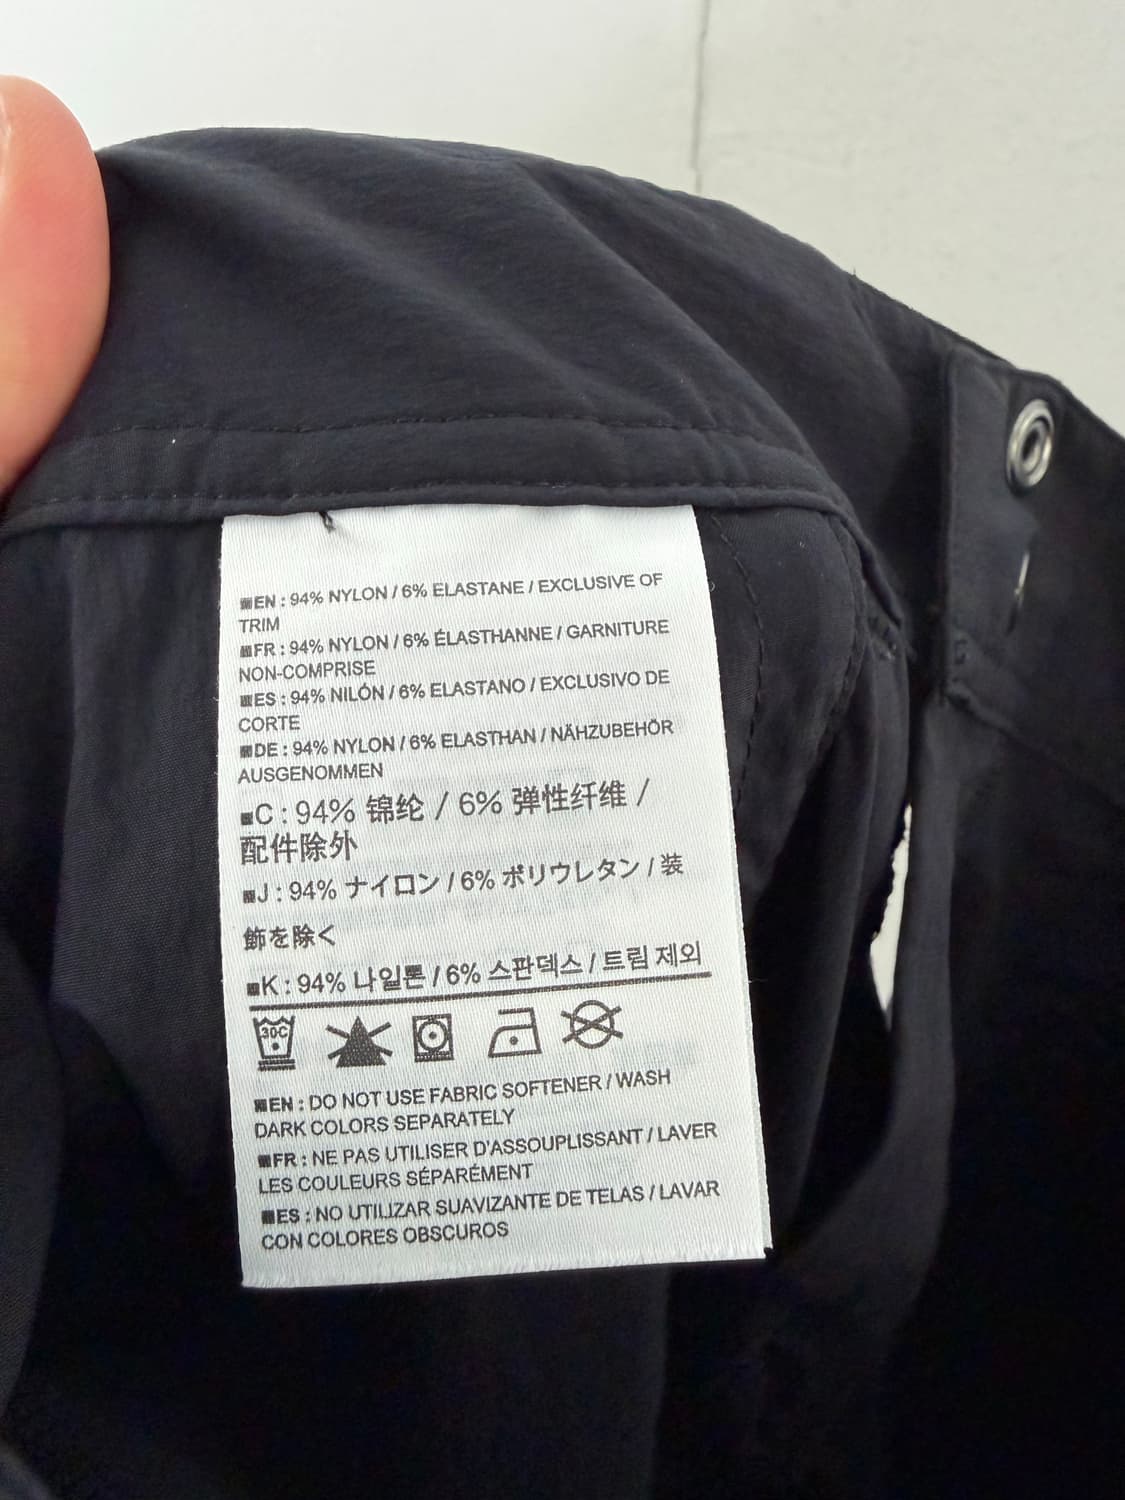 EN : 94% NYLON / 6% ELASTANE / EXCLUSIVE OF
TRIM
FR : 94% NYLON / 6% ÉLASTHANNE / GARNITURE
NON-COMPRISE
ES : 94% NILÓN / 6% ELASTANO / EXCLUSIVO DE
CORTE
DE : 94% NYLON / 6% ELASTHAN / NÄHZUBEHÖR
AUSGENOMMEN
C : 94% 锦纶 / 6% 弹性纤维 /
配件除外
J : 94% ナイロン / 6% ポリウレタン / 装
飾を除く
K : 94% 나일론 / 6% 스판덱스 / 트림 제외
30C
EN : DO NOT USE FABRIC SOFTENER / WASH
DARK COLORS SEPARATELY
FR : NE PAS UTILISER D'ASSOUPLISSANT / LAVER
LES COULEURS SÉPARÉMENT
ES : NO UTILIZAR SUAVIZANTE DE TELAS / LAVAR
CON COLORES OBSCUROS